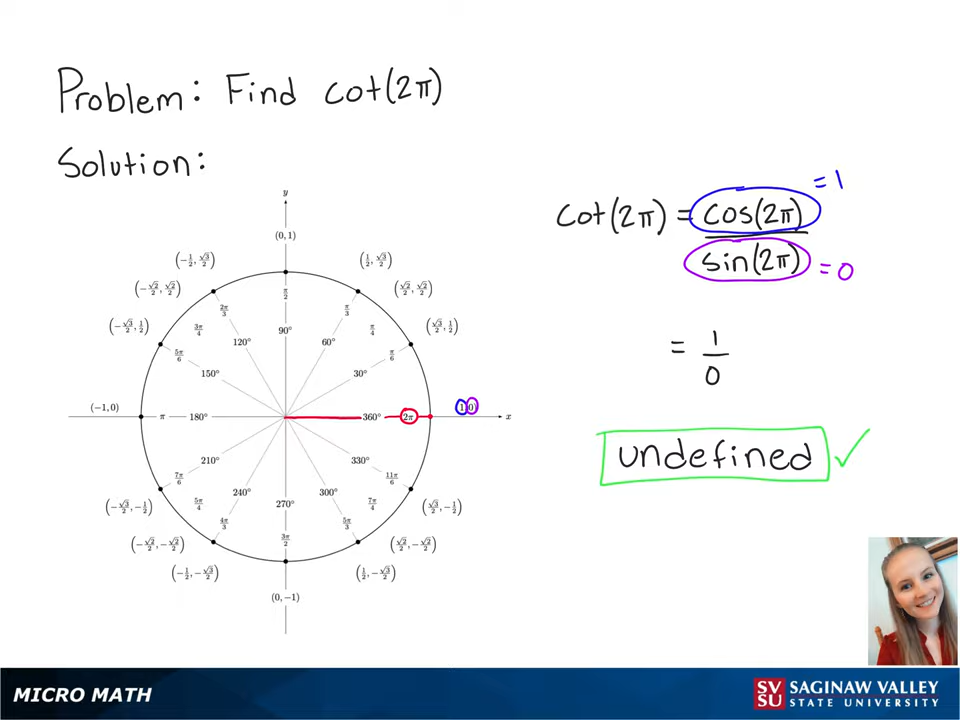 Problem: Find cot(2π)
Solution:
cot(2π) = cos(2π) / sin(2π)
= 1
= 0
= 1/0
undefined ✓
y
(0, 1)
(-1/2, √3/2)
(1/2, √3/2)
(-√2/2, √2/2)
(√2/2, √2/2)
(-√3/2, 1/2)
(√3/2, 1/2)
π/2
2π/3
π/3
3π/4
π/4
90°
120°
60°
5π/6
π/6
150°
30°
(-1, 0)
π
180°
360°
2π
(1, 0)
x
210°
330°
7π/6
11π/6
240°
300°
270°
5π/4
7π/4
4π/3
5π/3
3π/2
(-√3/2, -1/2)
(√3/2, -1/2)
(-√2/2, -√2/2)
(√2/2, -√2/2)
(-1/2, -√3/2)
(1/2, -√3/2)
(0, -1)
MICRO MATH
SV
SU
SAGINAW VALLEY
STATE UNIVERSITY